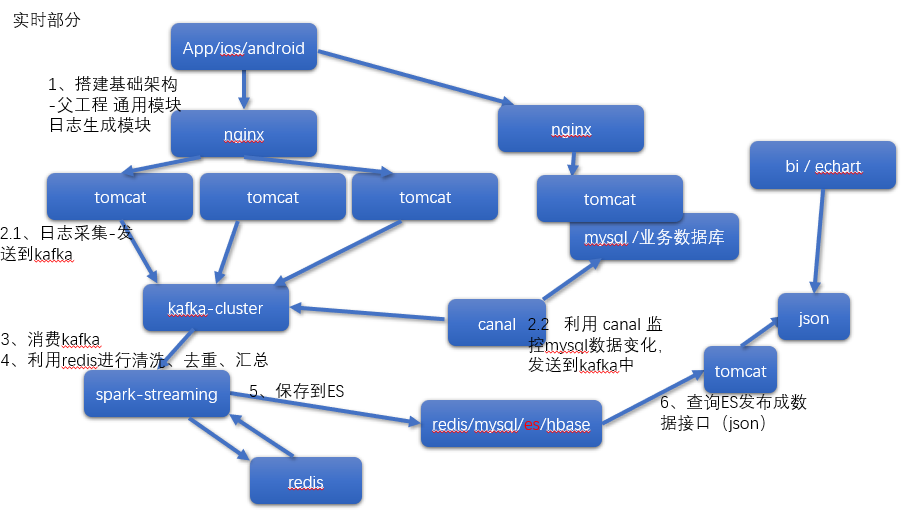 实时部分
App/ios/android
1、搭建基础架构
-父工程 通用模块
日志生成模块
nginx
nginx
bi / echart
tomcat
tomcat
tomcat
tomcat
mysql /业务数据库
2.1、日志采集-发
送到kafka
kafka-cluster
canal
2.2 利用 canal 监
控mysql数据变化,
发送到kafka中
json
3、消费kafka
4、利用redis进行清洗、去重、汇总
tomcat
spark-streaming
5、保存到ES
redis/mysql/es/hbase
6、查询ES发布成数
据接口（json）
redis